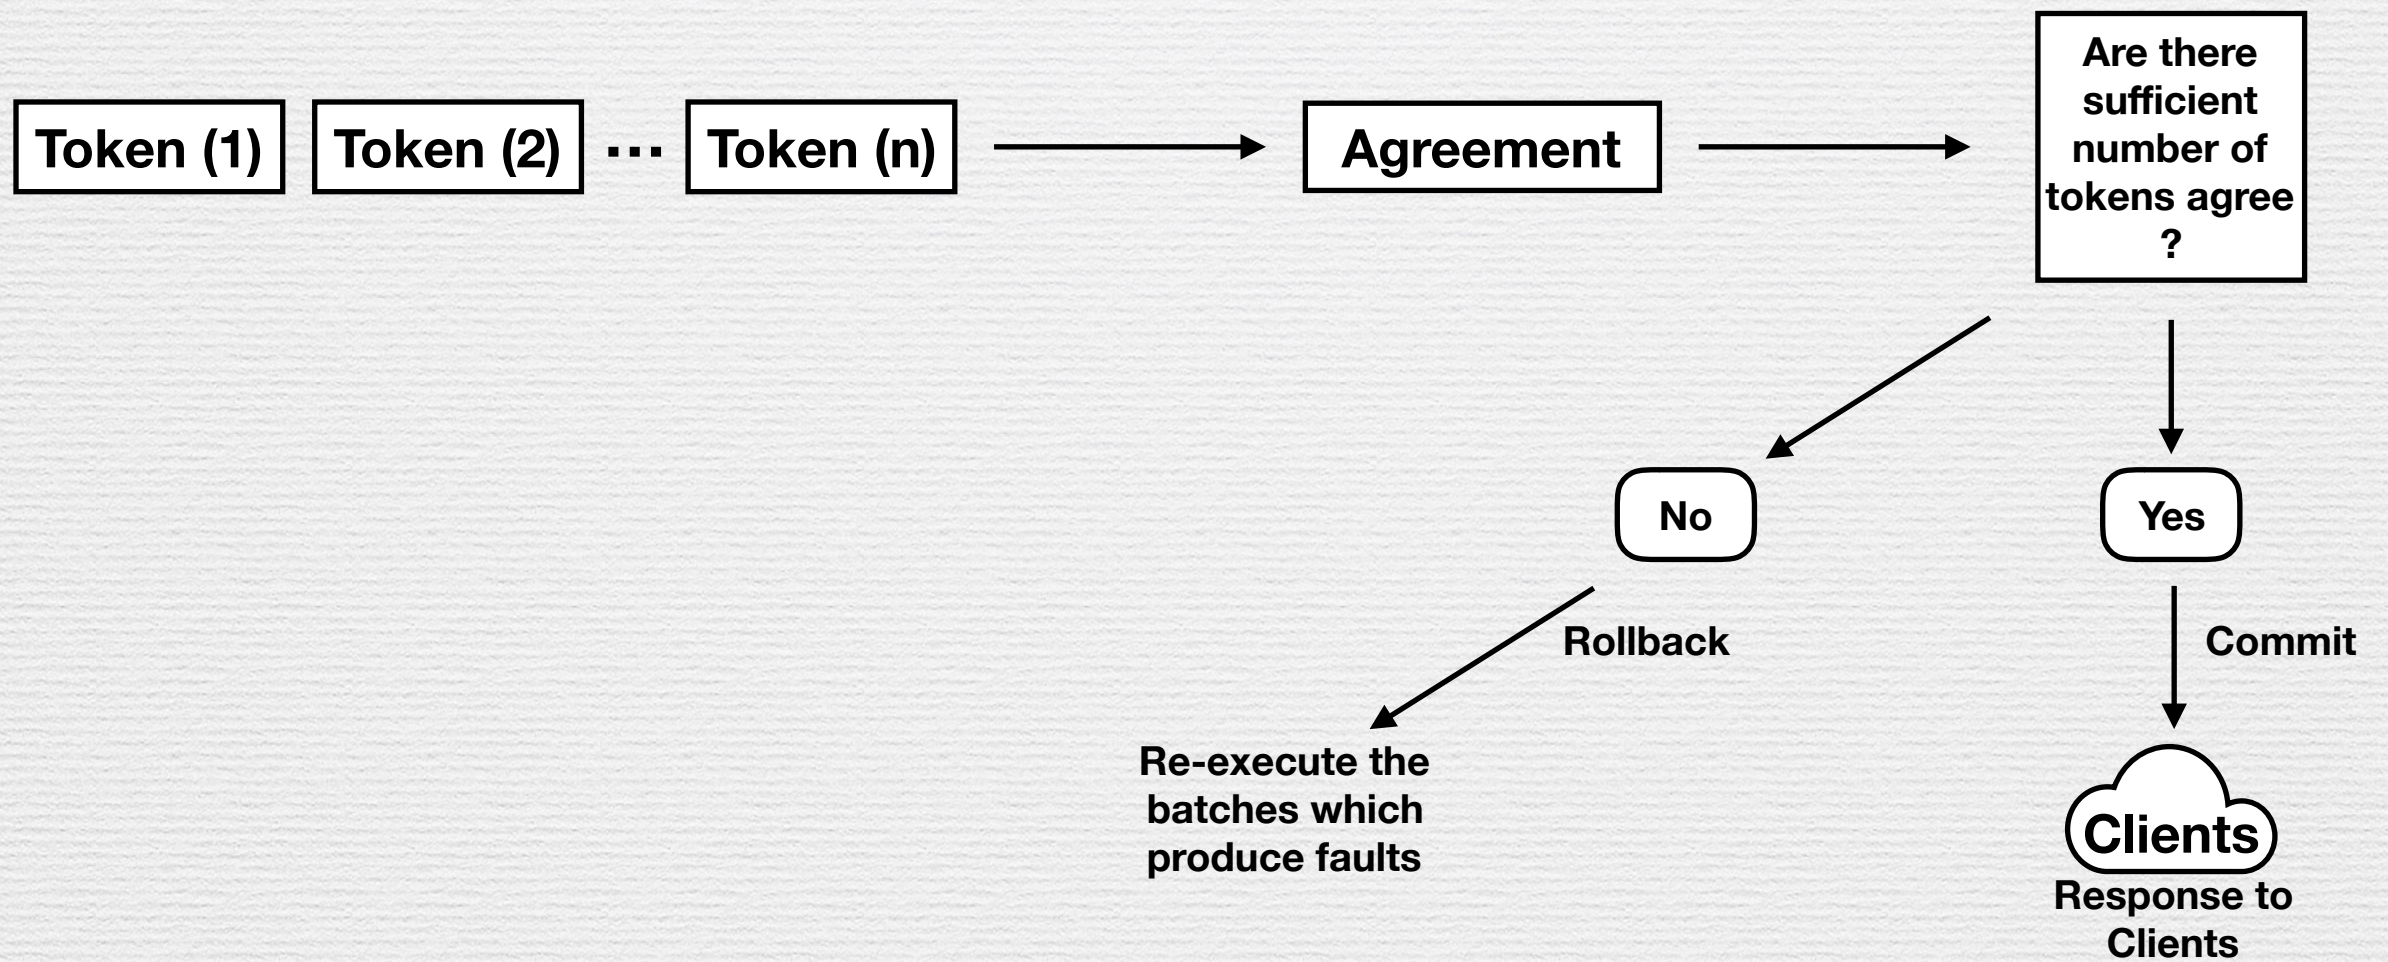 Token (1)
Token (2)
...
Token (n)
Agreement
Are there
sufficient
number of
tokens agree
?
No
Yes
Rollback
Commit
Re-execute the
batches which
produce faults
Clients
Response to
Clients